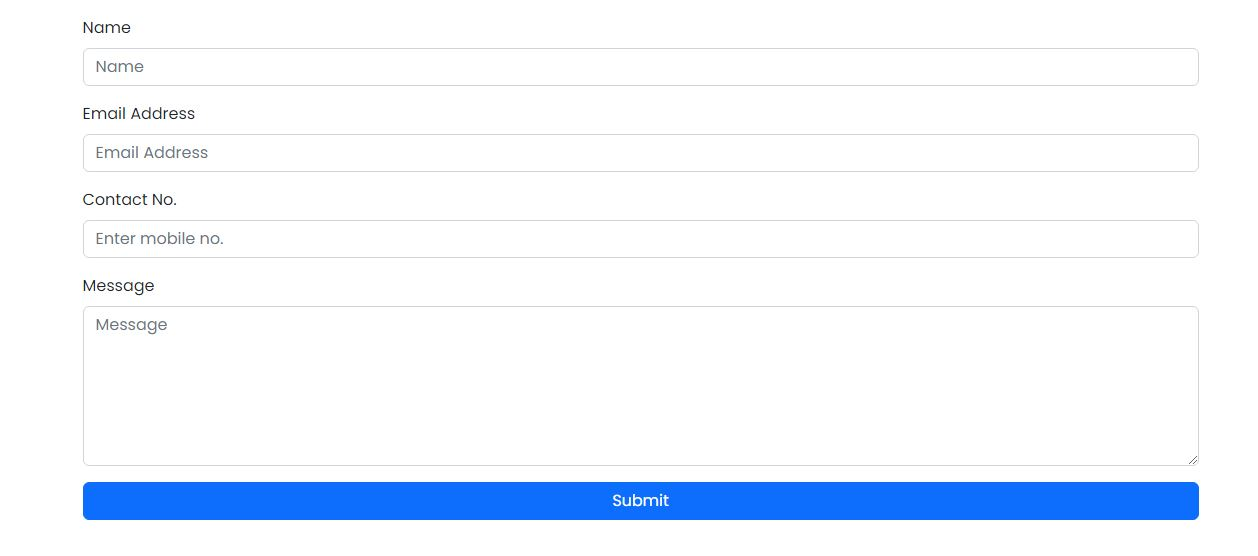 Name
Name
Email Address
Email Address
Contact No.
Enter mobile no.
Message
Message
Submit